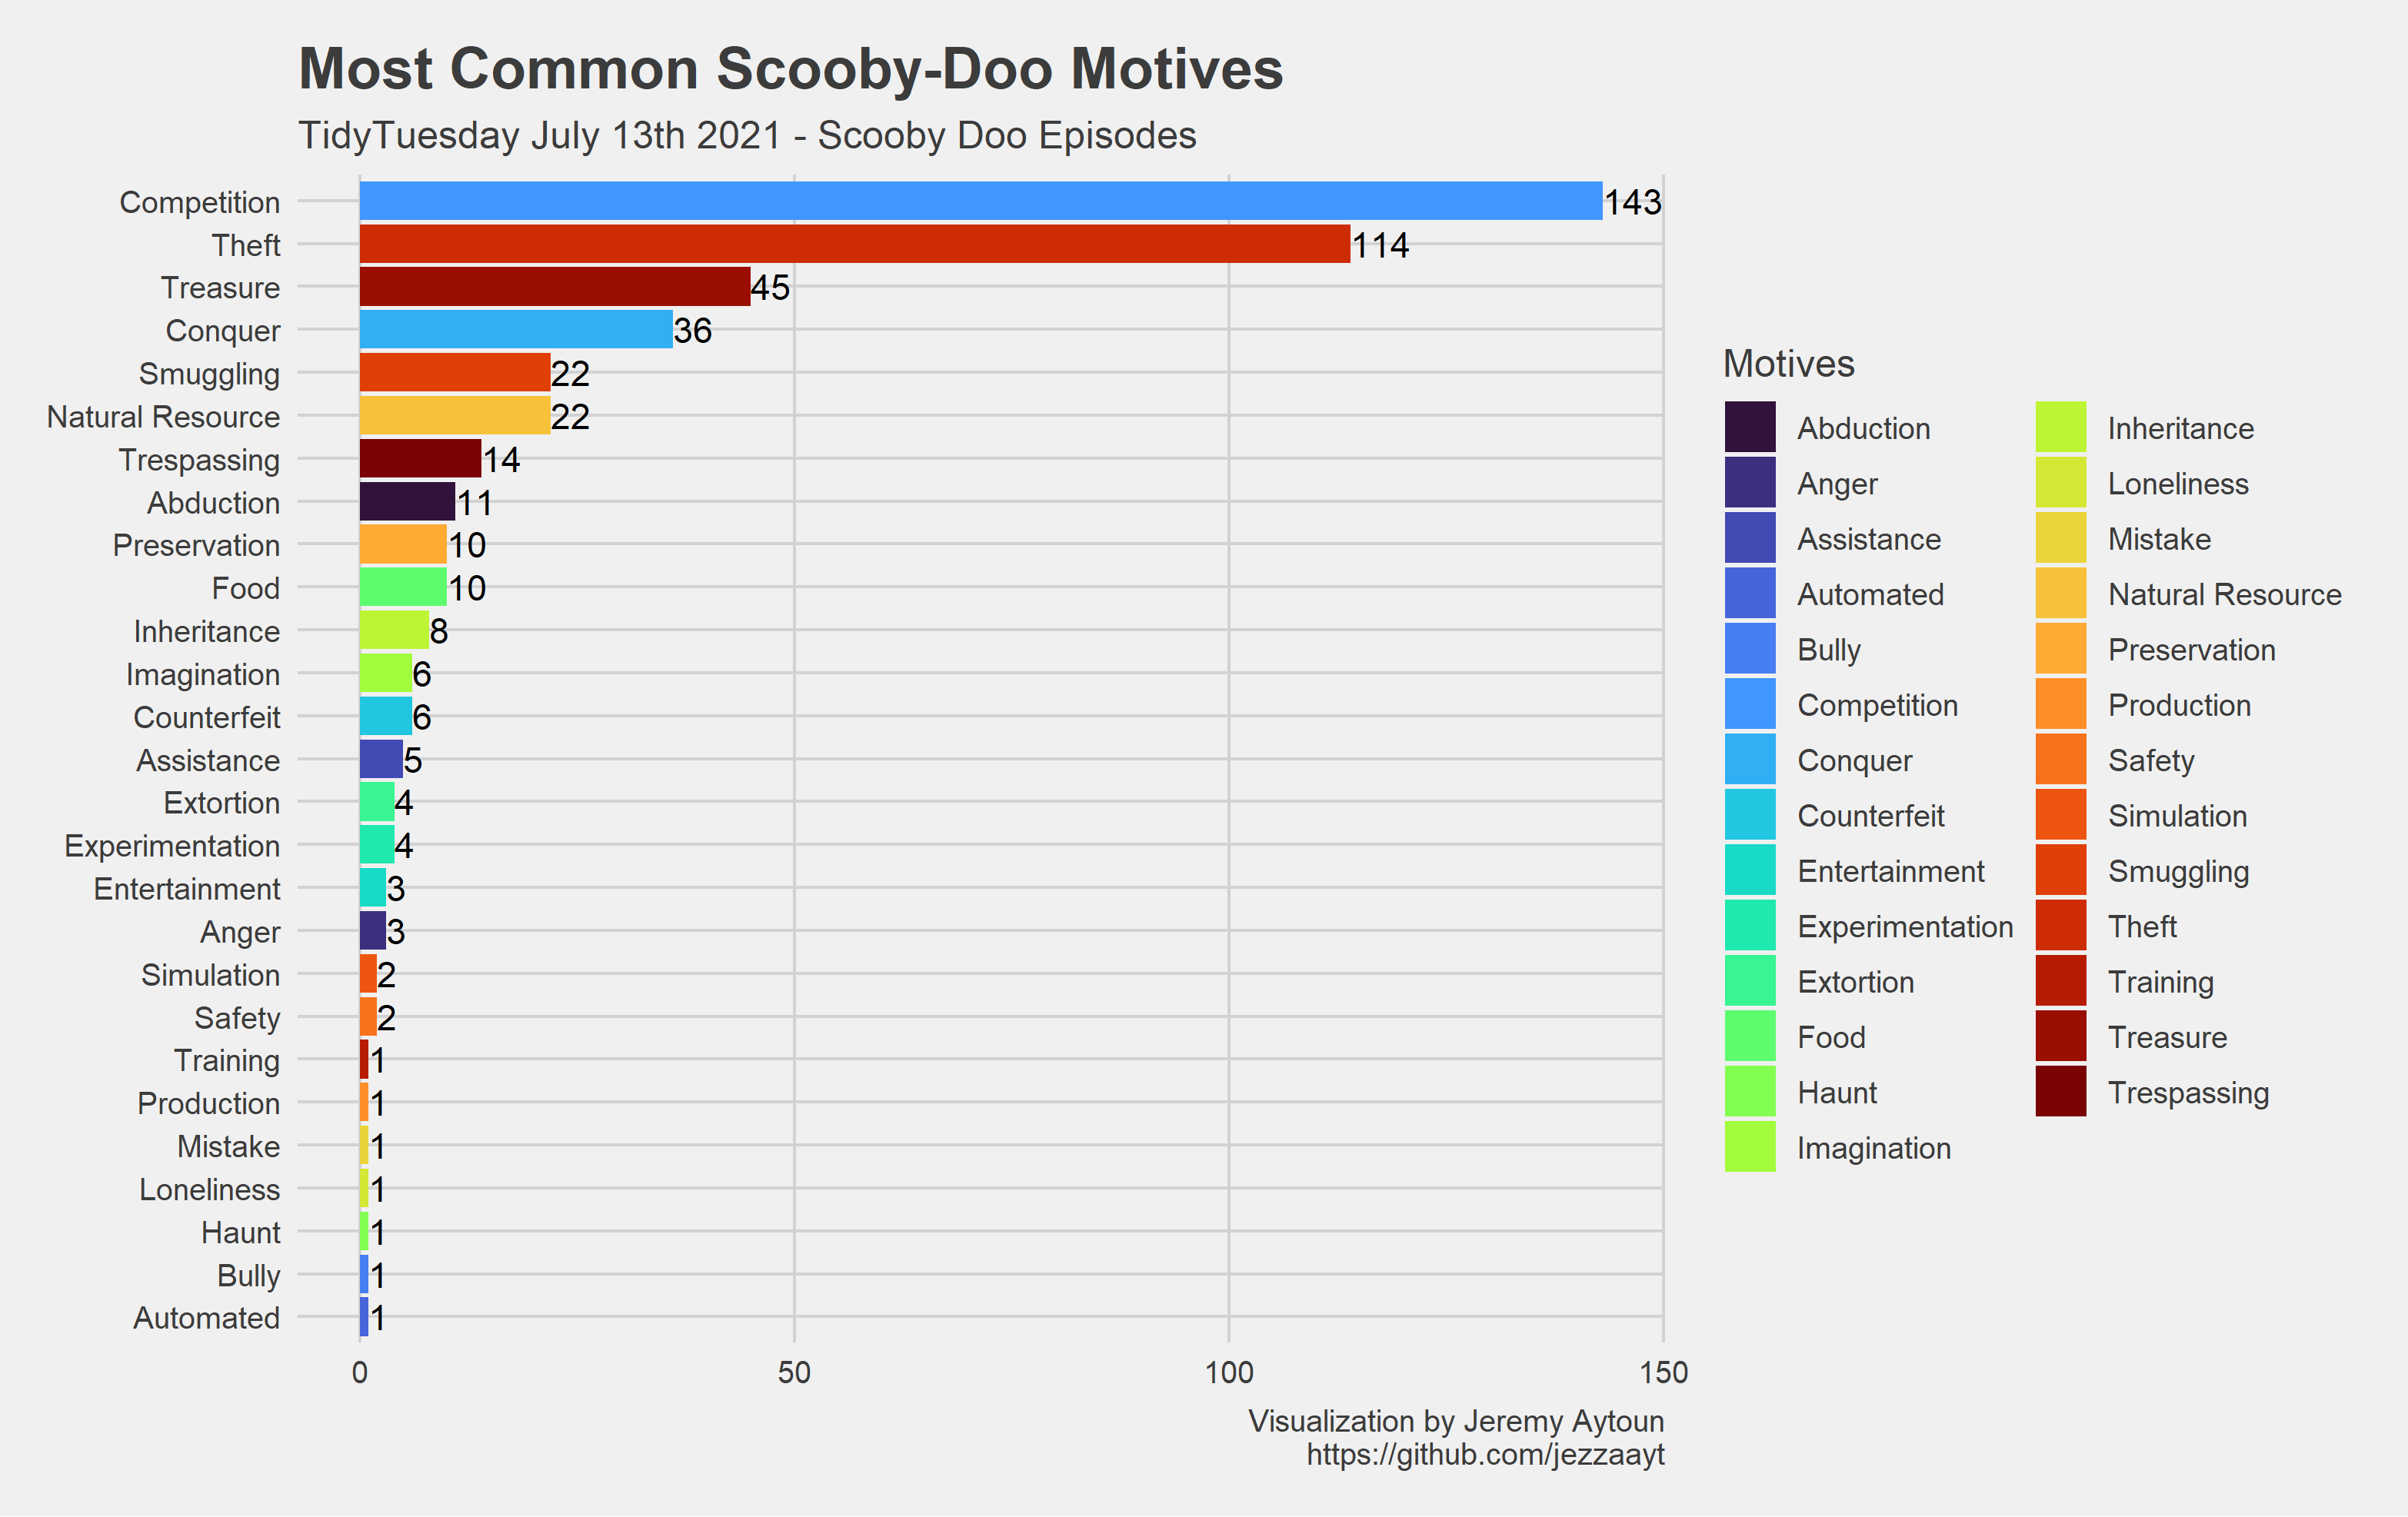 Most Common Scooby-Doo Motives
TidyTuesday July 13th 2021 - Scooby Doo Episodes
Competition 143
Theft 114
Treasure 45
Conquer 36
Smuggling 22
Natural Resource 22
Trespassing 14
Abduction 11
Preservation 10
Food 10
Inheritance 8
Imagination 6
Counterfeit 6
Assistance 5
Extortion 4
Experimentation 4
Entertainment 3
Anger 3
Simulation 2
Safety 2
Training 1
Production 1
Mistake 1
Loneliness 1
Haunt 1
Bully 1
Automated 1
0 50 100 150
Motives
Abduction
Anger
Assistance
Automated
Bully
Competition
Conquer
Counterfeit
Entertainment
Experimentation
Extortion
Food
Haunt
Imagination
Inheritance
Loneliness
Mistake
Natural Resource
Preservation
Production
Safety
Simulation
Smuggling
Theft
Training
Treasure
Trespassing
Visualization by Jeremy Aytoun
https://github.com/jezzaayt